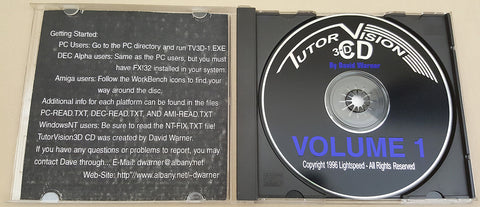 Getting Started:
PC Users: Go to the PC directory and run TV3D-1.EXE
DEC Alpha users: Same as the PC users, but you must
have FX!32 installed in your system.
Amiga users: Follow the WorkBench icons to find your
way around the disc,
Additional info for each platform can be found in the files
PC-READ.TXT, DEC-READ.TXT, AND AMI-READ.TXT
WindowsNT users: Be sure to read the NT-FIX.TXT file!
TutorVision3D CD was created by David Warner.
If you have any questions or problems to report, you may
contact Dave through... E-Mail: dwarner@albany.net
Web-Site: http"//www.albany.net/~dwarner
TUTOR VISION
3D CD
By David Warner
VOLUME 1
Copyright 1996 Lightspeed - All Rights Reserved